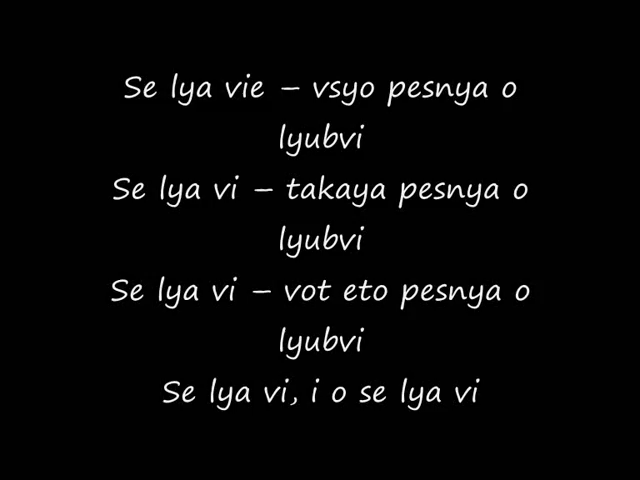 Se lya vie – vsyo pesnya o
lyubvi
Se lya vi – takaya pesnya o
lyubvi
Se lya vi – vot eto pesnya o
lyubvi
Se lya vi, i o se lya vi